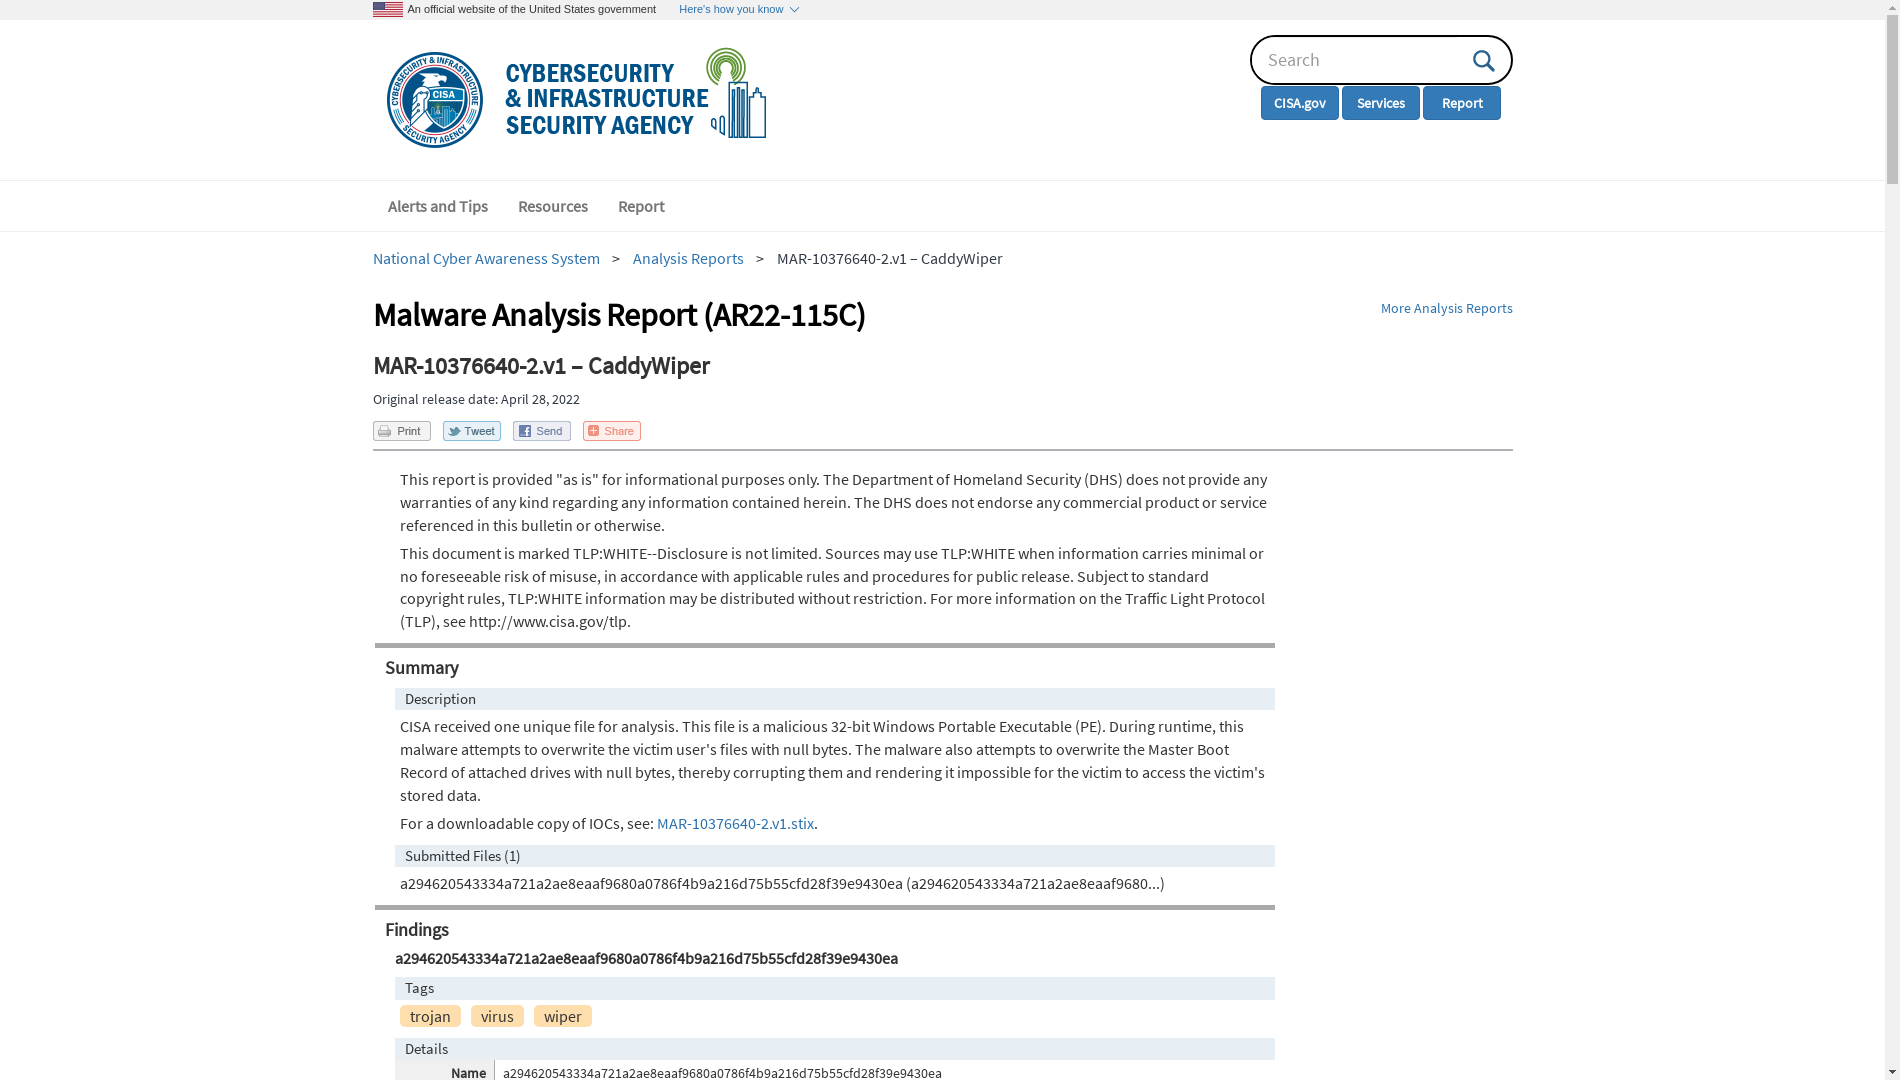 An official website of the United States government Here's how you know
CYBERSECURITY & INFRASTRUCTURE
CISA
SECURITY AGENCY
CYBERSECURITY
& INFRASTRUCTURE
SECURITY AGENCY
Search
CISA.gov Services Report
Alerts and Tips Resources Report
National Cyber Awareness System > Analysis Reports > MAR-10376640-2.v1 – CaddyWiper
Malware Analysis Report (AR22-115C)
More Analysis Reports
MAR-10376640-2.v1 – CaddyWiper
Original release date: April 28, 2022
Print Tweet Send Share
This report is provided "as is" for informational purposes only. The Department of Homeland Security (DHS) does not provide any
warranties of any kind regarding any information contained herein. The DHS does not endorse any commercial product or service
referenced in this bulletin or otherwise.
This document is marked TLP:WHITE--Disclosure is not limited. Sources may use TLP:WHITE when information carries minimal or
no foreseeable risk of misuse, in accordance with applicable rules and procedures for public release. Subject to standard
copyright rules, TLP:WHITE information may be distributed without restriction. For more information on the Traffic Light Protocol
(TLP), see http://www.cisa.gov/tlp.
Summary
Description
CISA received one unique file for analysis. This file is a malicious 32-bit Windows Portable Executable (PE). During runtime, this
malware attempts to overwrite the victim user's files with null bytes. The malware also attempts to overwrite the Master Boot
Record of attached drives with null bytes, thereby corrupting them and rendering it impossible for the victim to access the victim's
stored data.
For a downloadable copy of IOCs, see: MAR-10376640-2.v1.stix.
Submitted Files (1)
a294620543334a721a2ae8eaaf9680a0786f4b9a216d75b55cfd28f39e9430ea (a294620543334a721a2ae8eaaf9680...)
Findings
a294620543334a721a2ae8eaaf9680a0786f4b9a216d75b55cfd28f39e9430ea
Tags
trojan virus wiper
Details
Name a294620543334a721a2ae8eaaf9680a0786f4b9a216d75b55cfd28f39e9430ea